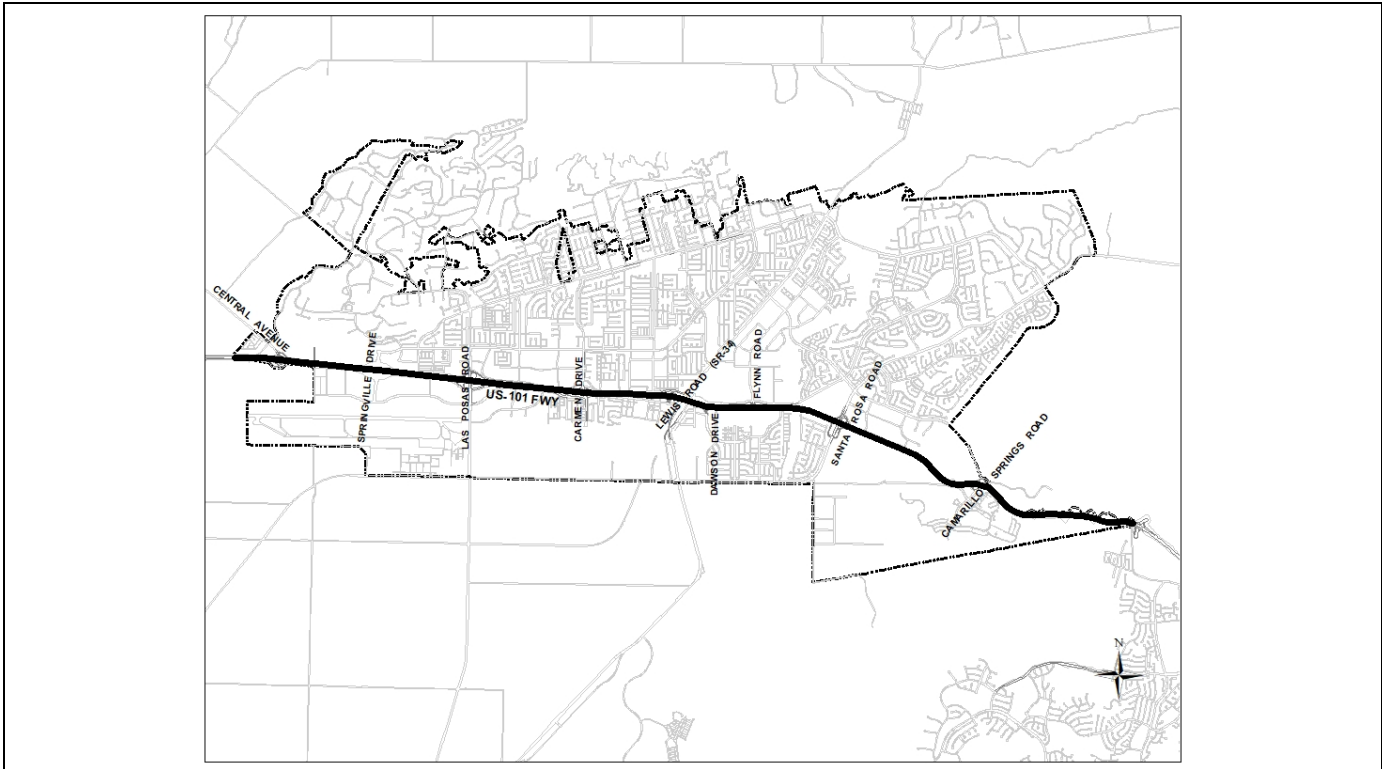 N
CENTRAL AVENUE
SPRINGVILLE DRIVE
LAS POSAS ROAD
US-101 FWY
CARMEN DRIVE
LEWIS ROAD (SR-34)
DAWSON DRIVE
FLYNN ROAD
SANTA ROSA ROAD
CAMARILLO SPRINGS ROAD